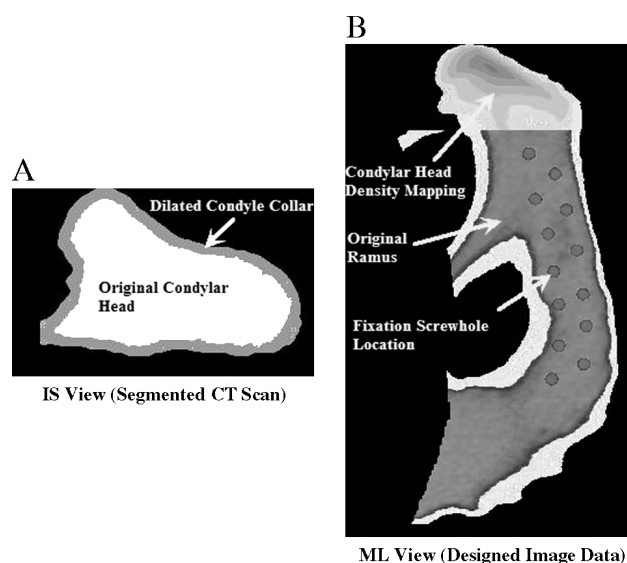 A
Dilated Condyle Collar
Original Condylar
Head
IS View (Segmented CT Scan)
B
Condylar Head
Density Mapping
Original
Ramus
Fixation Screwhole
Location
ML View (Designed Image Data)